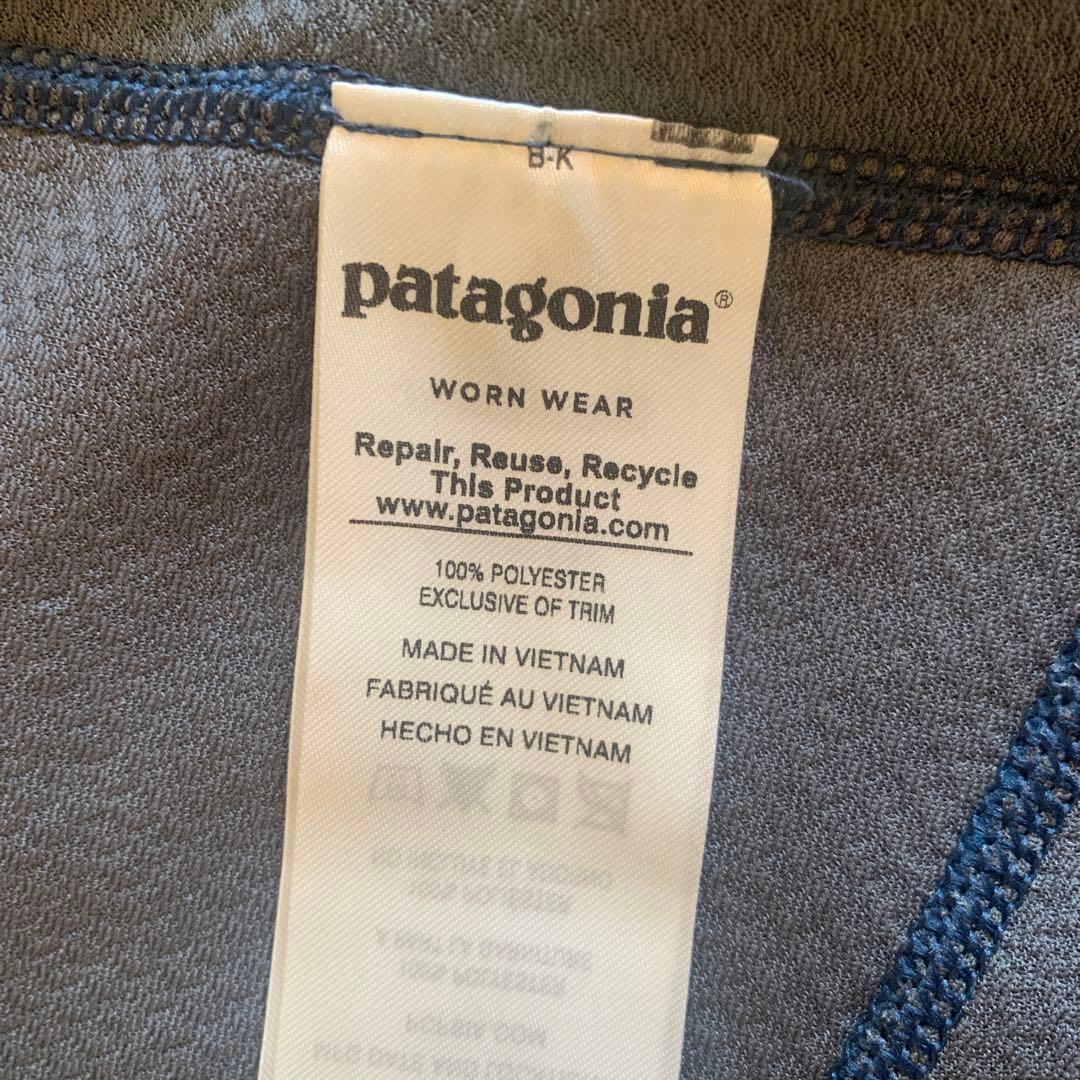 B-K
patagonia®
WORN WEAR
Repair, Reuse, Recycle
This Product
www.patagonia.com
100% POLYESTER
EXCLUSIVE OF TRIM
MADE IN VIETNAM
FABRIQUÉ AU VIETNAM
HECHO EN VIETNAM